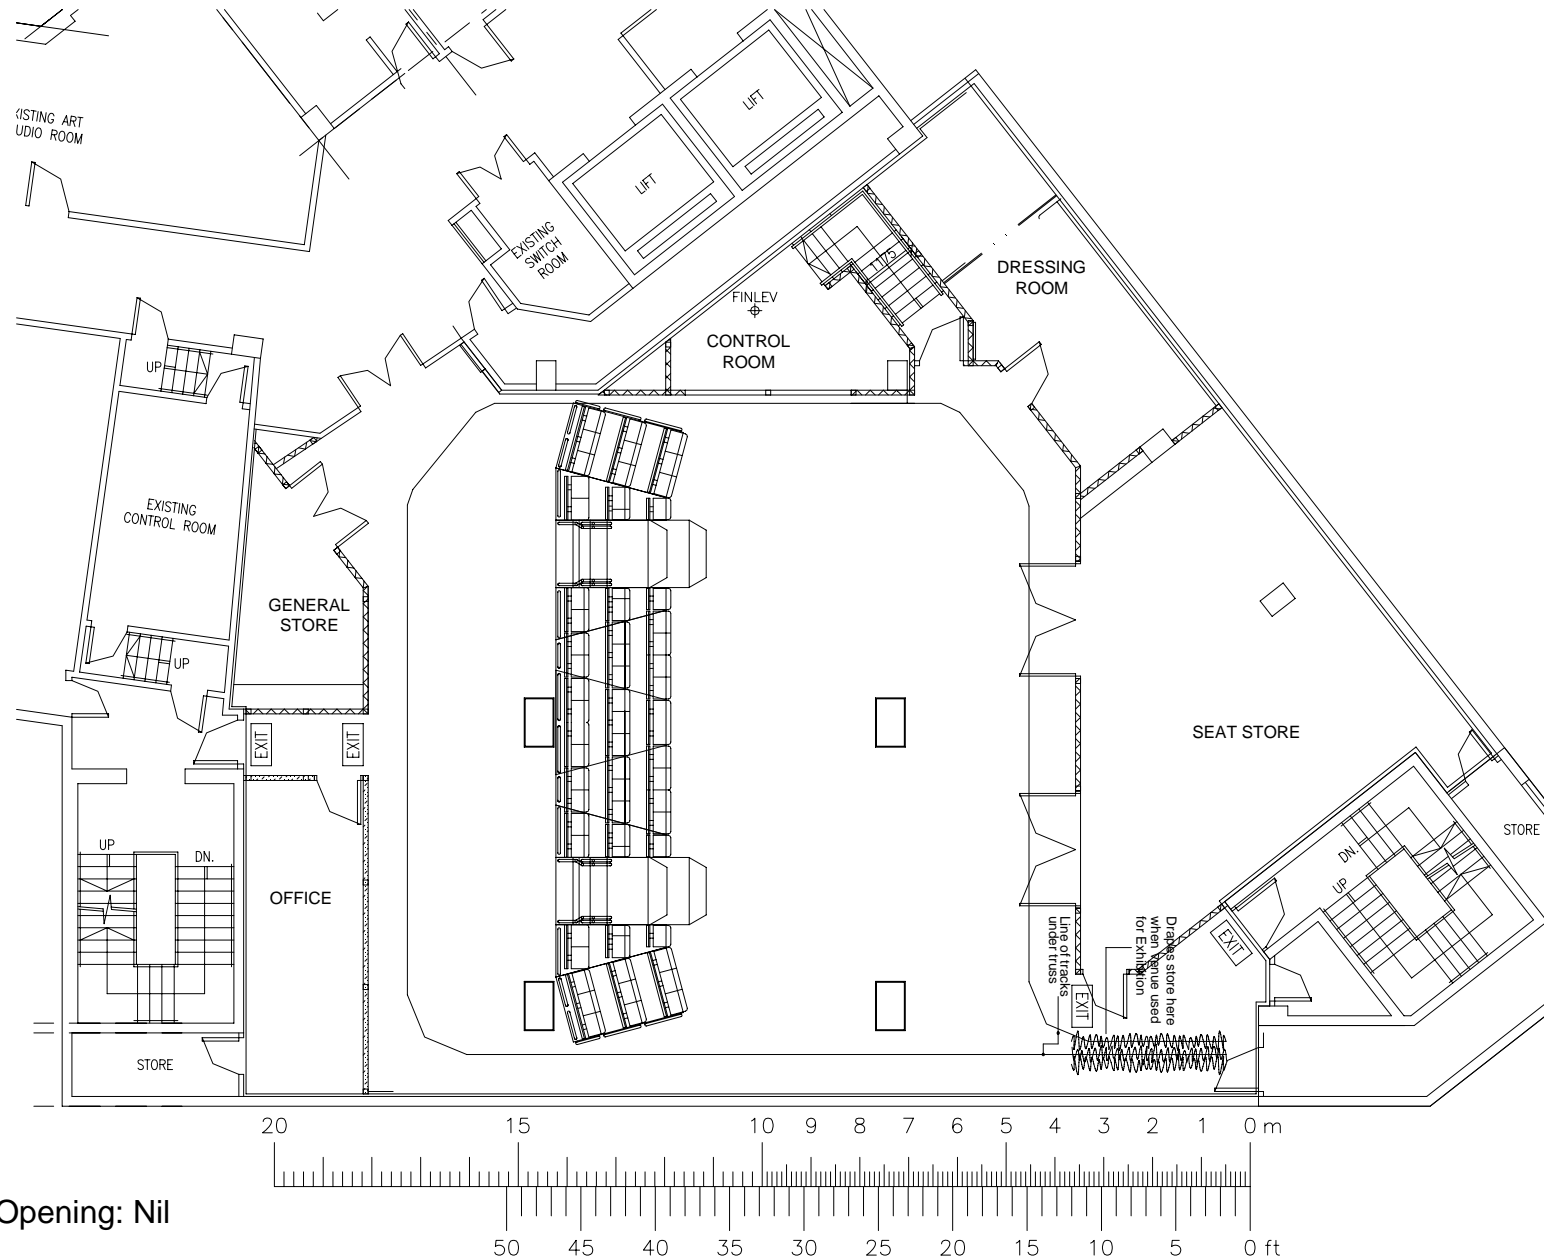 XISTING ART
UDIO ROOM
LIFT
LIFT
EXISTING
SWITCH
ROOM
1175
DRESSING
ROOM
FINLEV
CONTROL
ROOM
UP
EXISTING
CONTROL ROOM
GENERAL
STORE
UP
EXIT
EXIT
SEAT STORE
STORE
UP
DN.
DN.
UP
OFFICE
Line of tracks
under truss
Drapes store here
when venue used
for Exhibition
EXIT
EXIT
STORE
20 15 10 9 8 7 6 5 4 3 2 1 0 m
Opening: Nil
50 45 40 35 30 25 20 15 10 5 0 ft